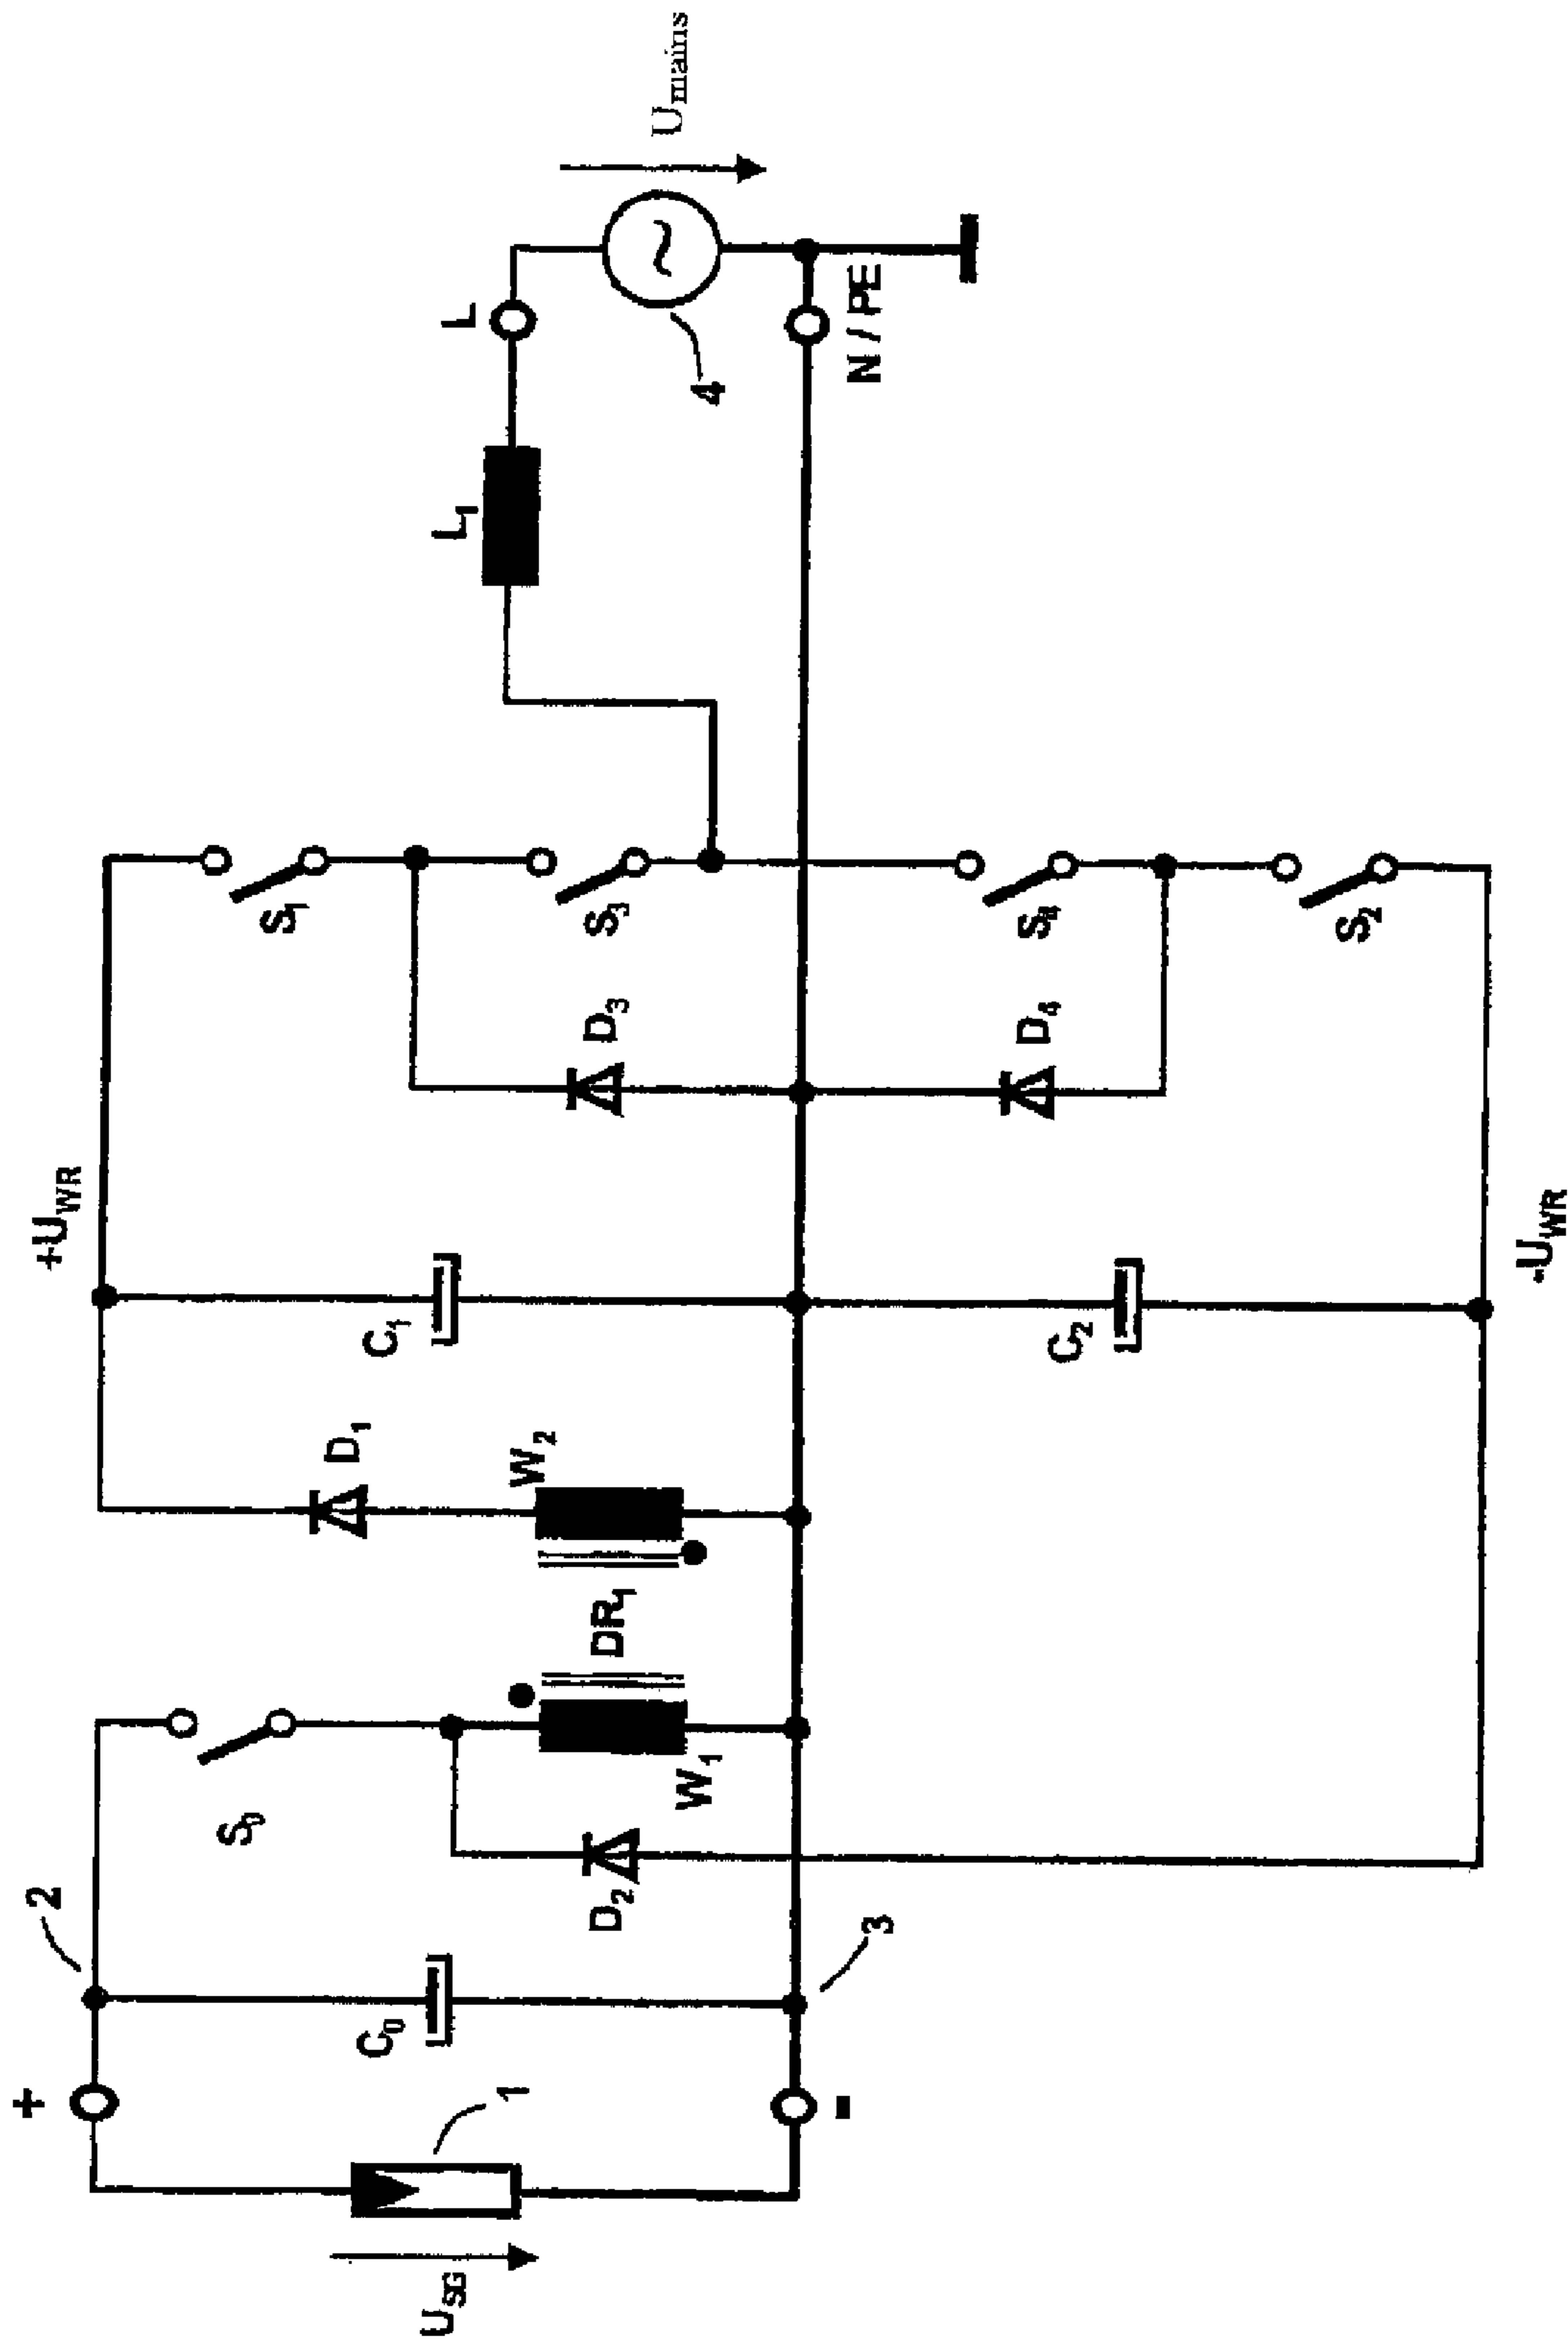 U_mains
L
4
N / PE
L_1
S_1
S_3
S_4
S_2
D_3
D_4
+U_WR
-U_WR
C_1
C_2
D_1
W_2
DR_1
W_1
S_0
D_2
2
3
C_0
+
-
1
U_SG
~